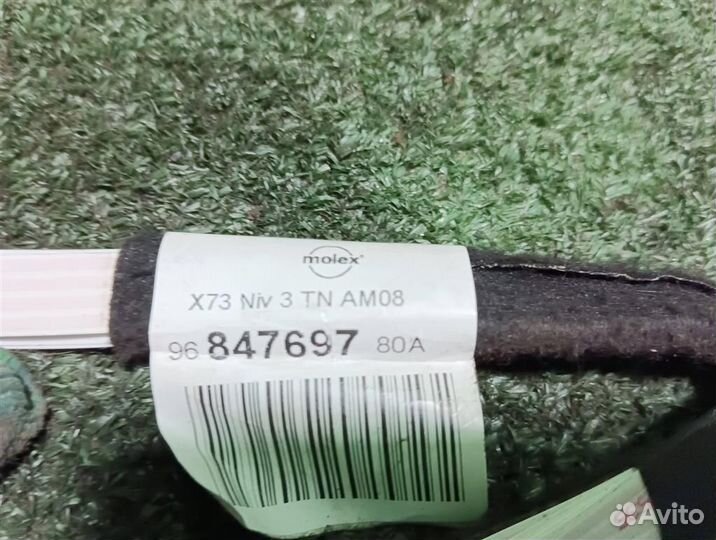 molex
X73 Niv 3 TN AM08
96 847697 80A
Avito